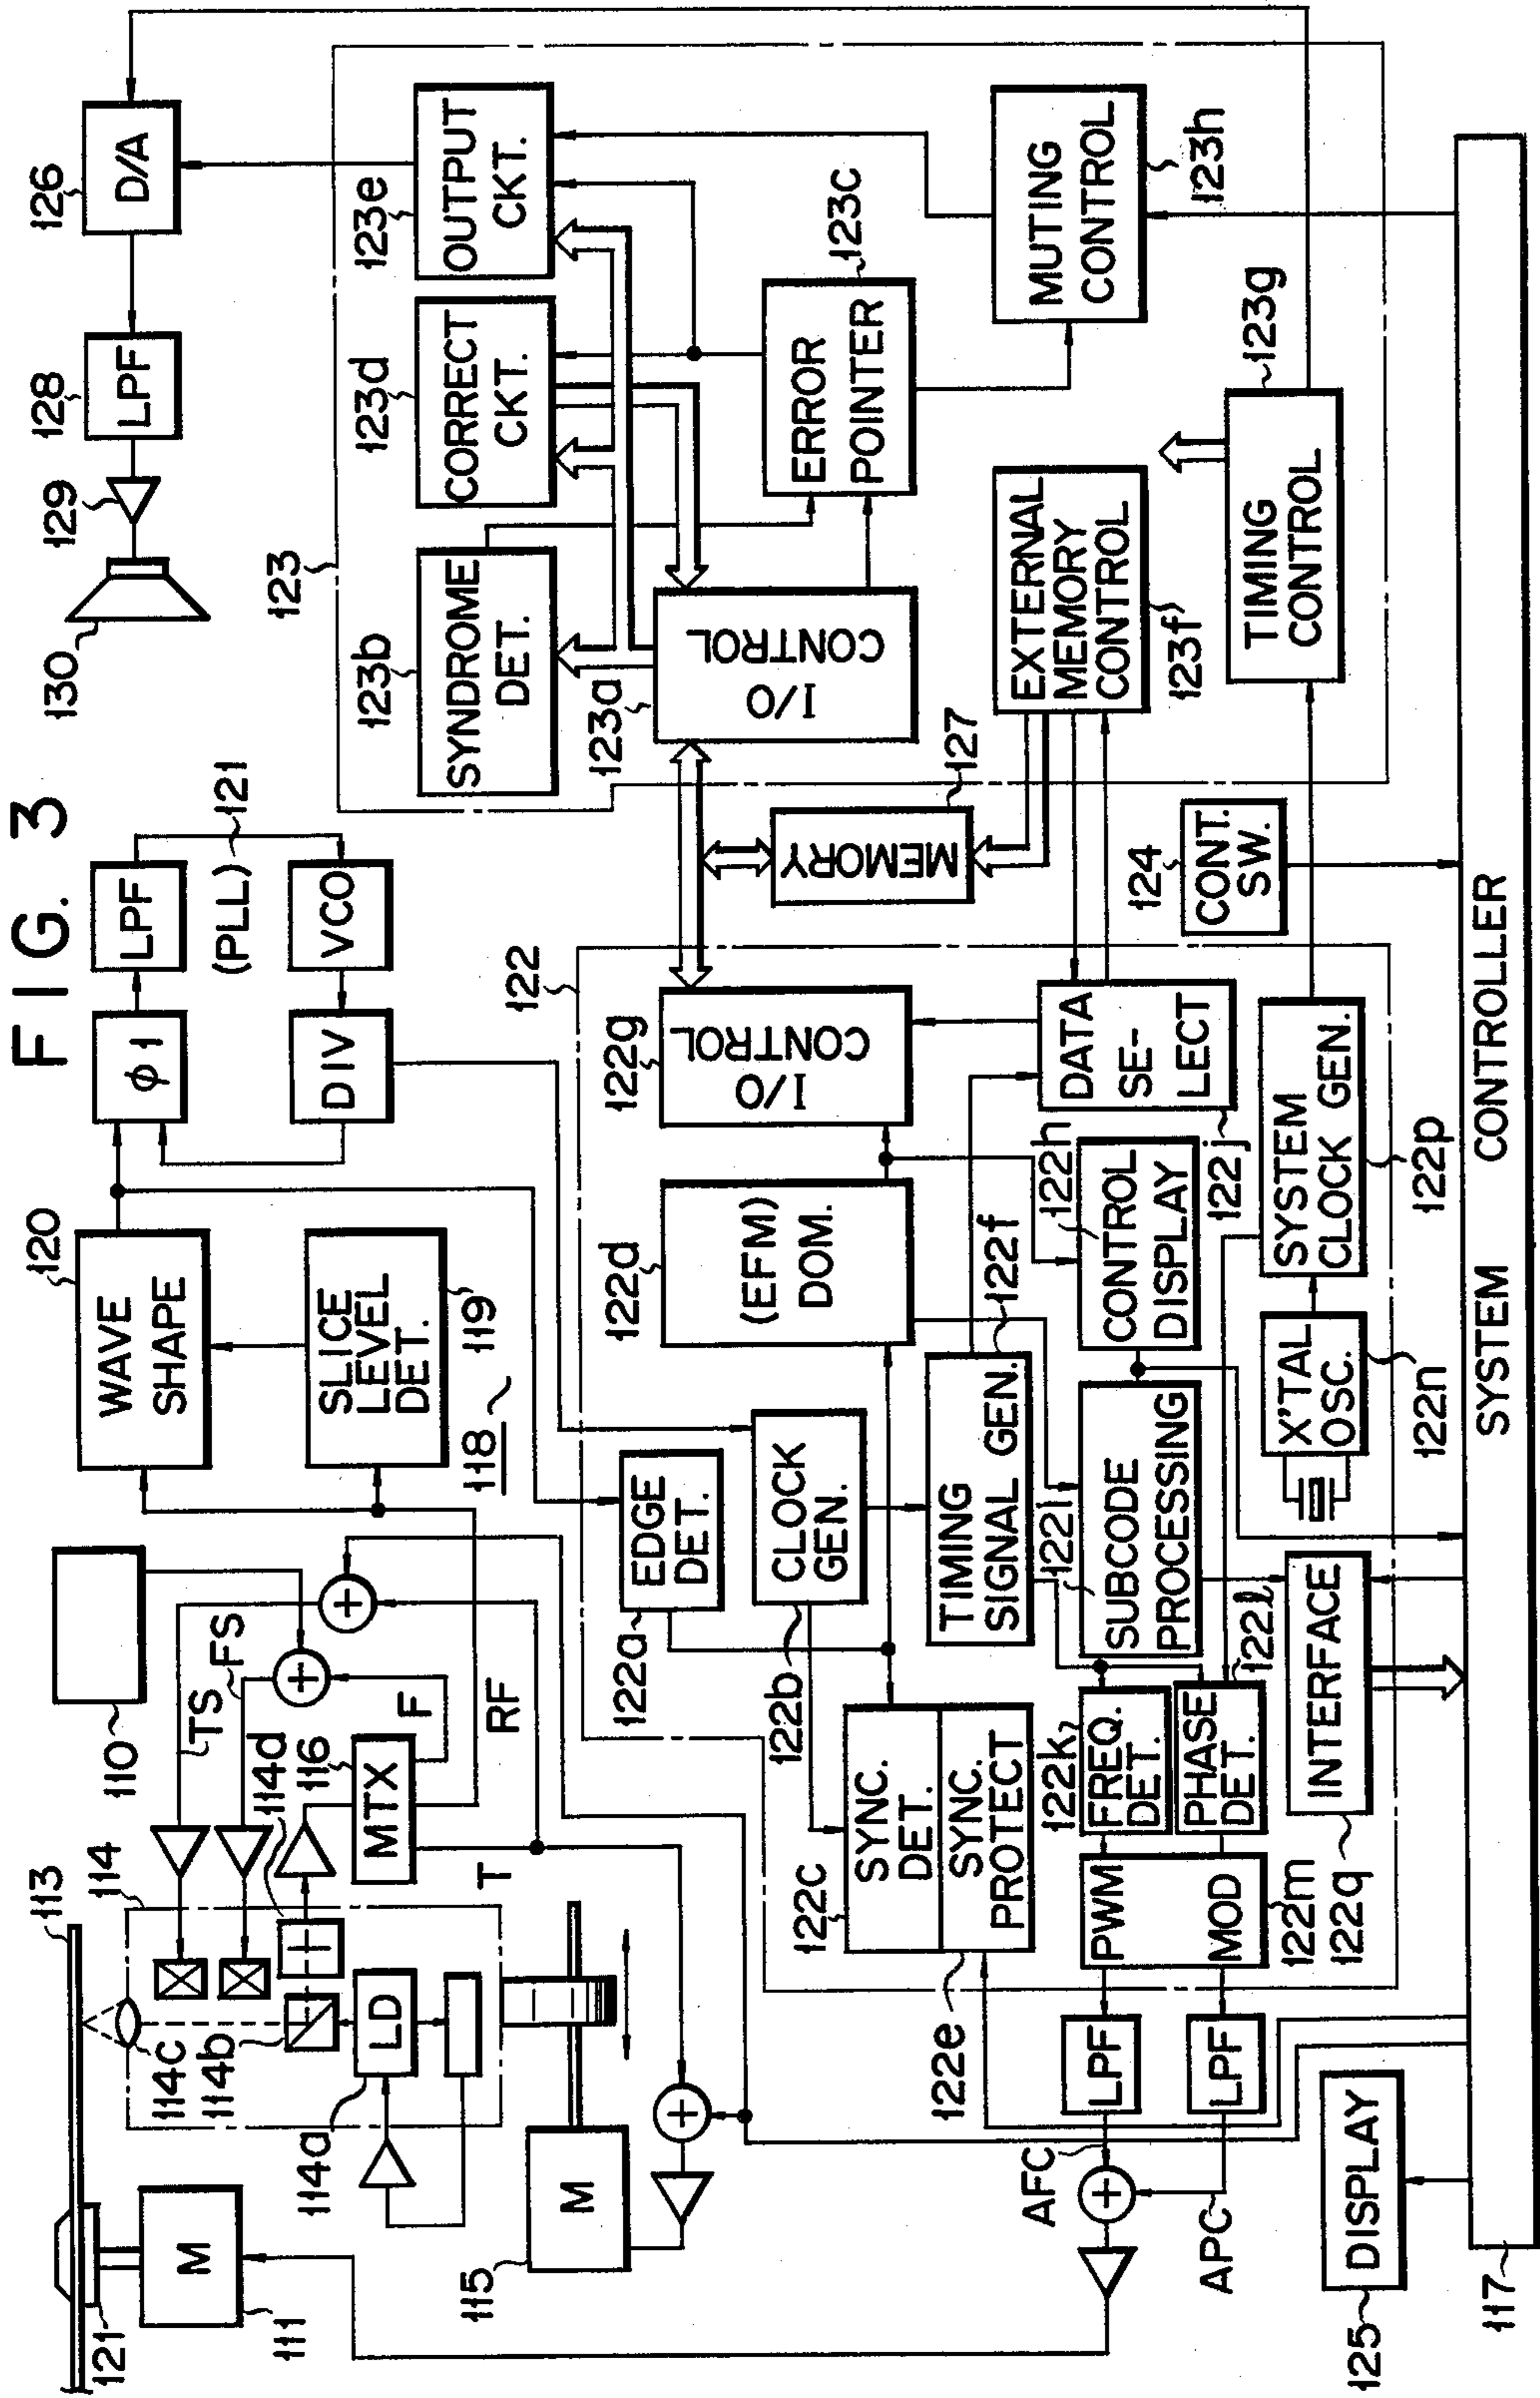 FIG. 3
113
121
111
M
114
114c
114b
114a
LD
114d
115
M
110
TS
FS
116
MTX
F
RF
T
120
WAVE
SHAPE
SLICE
LEVEL
DET.
119
118
φ1
LPF
(PLL)
121
DIV
VCO
130
129
128
LPF
126
D/A
122
122a
EDGE
DET.
122b
CLOCK
GEN.
122c
SYNC.
DET.
SYNC.
PROTECT
122e
122d
(EFM)
DOM.
TIMING
SIGNAL GEN.
122f
122g
I/O
CONTROL
122h
CONTROL
DISPLAY
122i
SUBCODE
PROCESSING
DATA
SE-
LECT
122j
122k
FREQ.
DET.
PHASE
DET.
122l
PWM
MOD
122m
X'TAL
OSC.
122n
SYSTEM
CLOCK GEN.
122p
INTERFACE
122q
LPF
LPF
AFC
APC
123
123a
I/O
CONTROL
123b
SYNDROME
DET.
123c
ERROR
POINTER
123d
CORRECT
CKT.
123e
OUTPUT
CKT.
EXTERNAL
MEMORY
CONTROL
123f
TIMING
CONTROL
123g
MUTING
CONTROL
123h
127
MEMORY
124
CONT.
SW.
125
DISPLAY
117
SYSTEM CONTROLLER